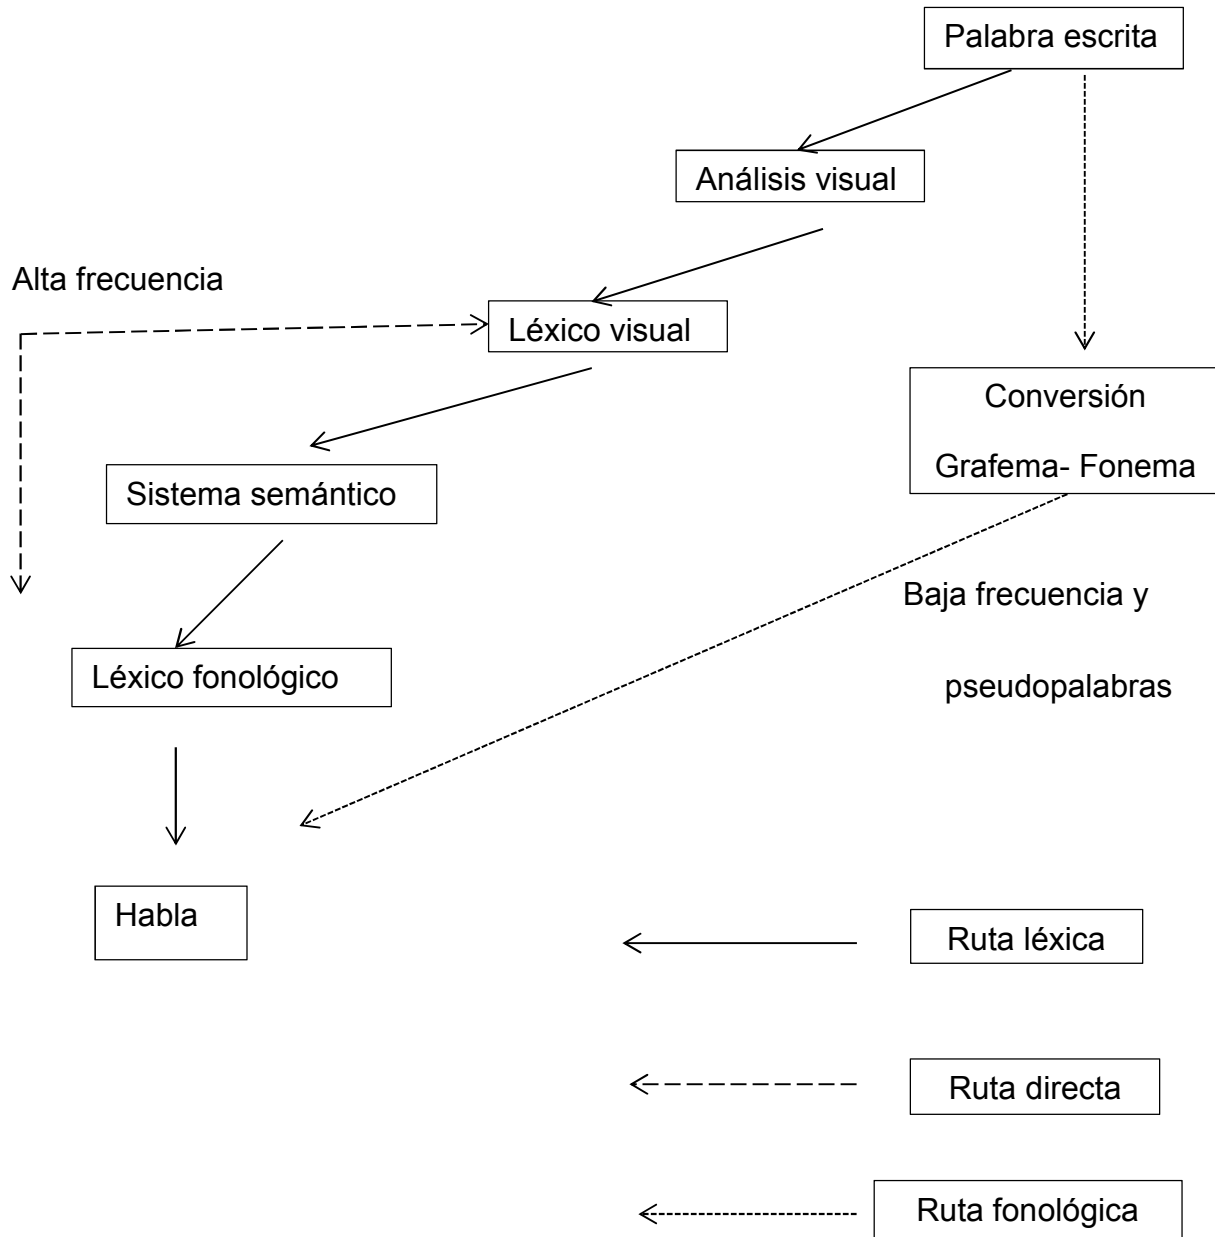 Palabra escrita
Análisis visual
Alta frecuencia
Léxico visual
Conversión
Grafema- Fonema
Sistema semántico
Baja frecuencia y
Léxico fonológico
pseudopalabras
Habla
Ruta léxica
Ruta directa
Ruta fonológica